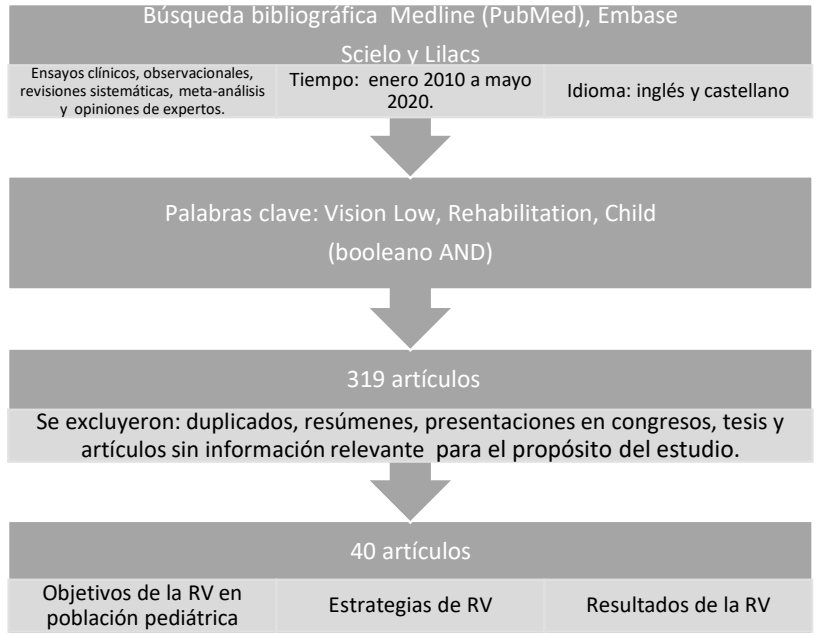 Búsqueda bibliográfica Medline (PubMed), Embase
Scielo y Lilacs
Ensayos clínicos, observacionales,
revisiones sistemáticas, meta-análisis
y opiniones de expertos.
Tiempo: enero 2010 a mayo
2020.
Idioma: inglés y castellano
Palabras clave: Vision Low, Rehabilitation, Child
(booleano AND)
319 artículos
Se excluyeron: duplicados, resúmenes, presentaciones en congresos, tesis y
artículos sin información relevante para el propósito del estudio.
40 artículos
Objetivos de la RV en
población pediátrica
Estrategias de RV
Resultados de la RV